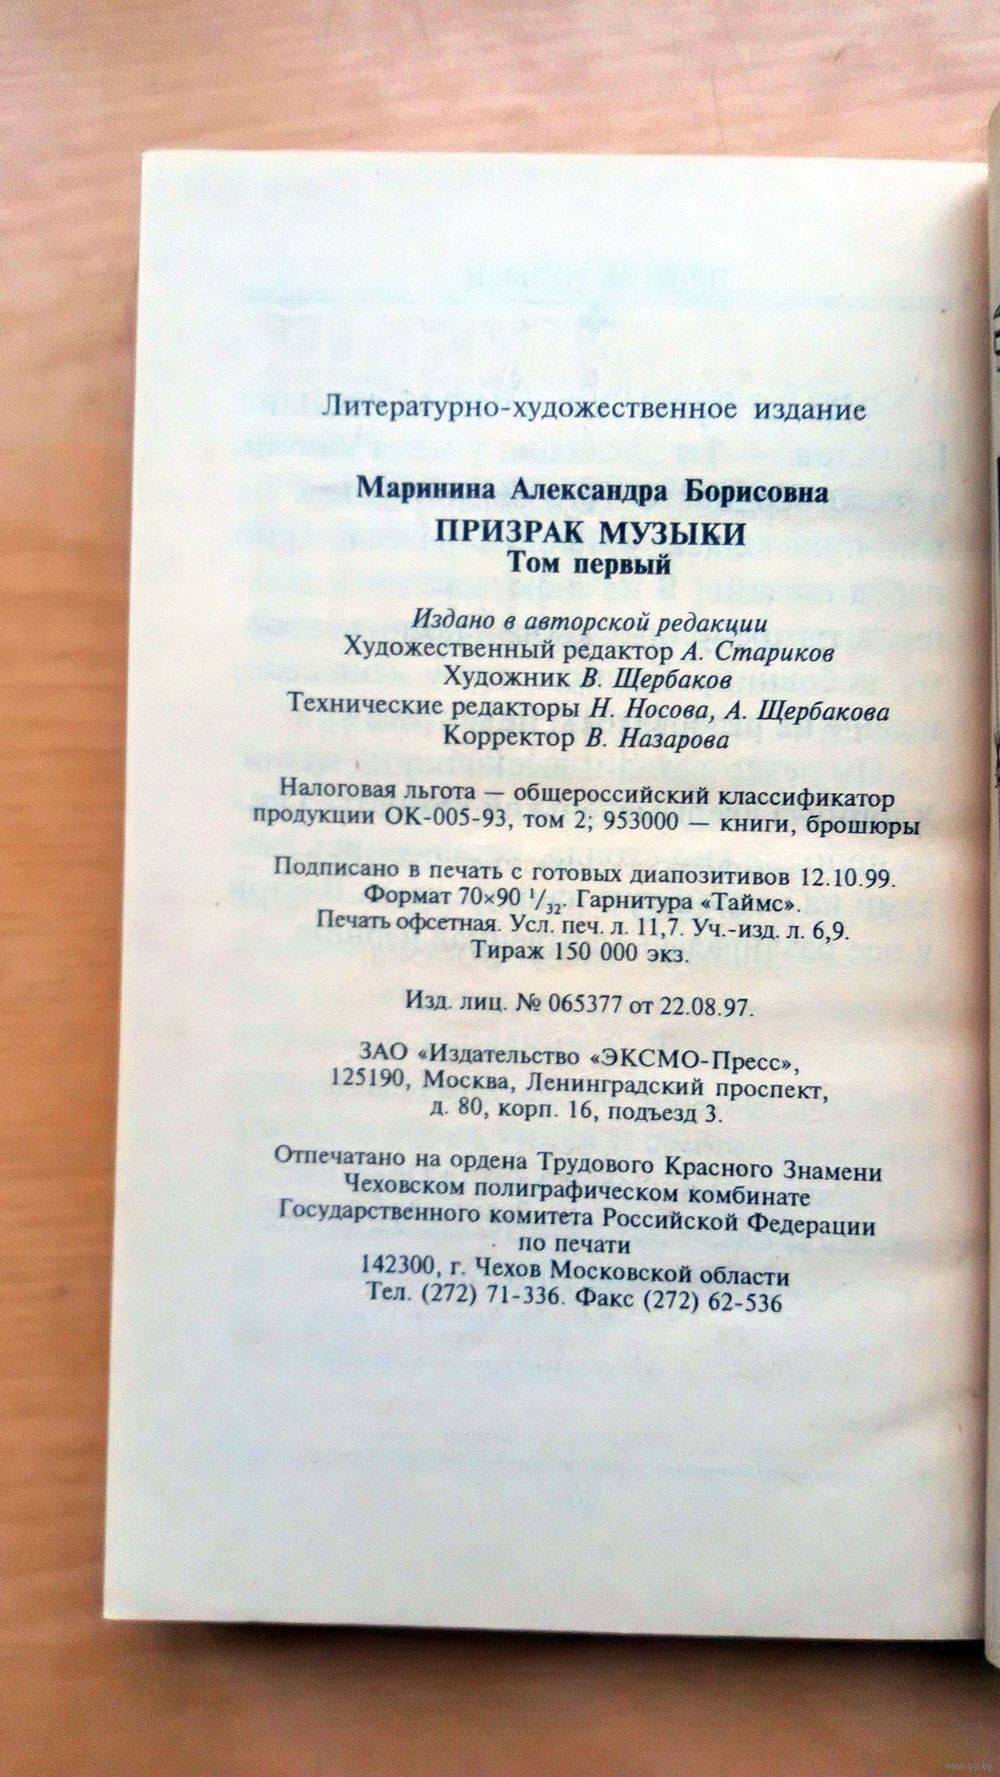 Литературно-художественное издание
Маринина Александра Борисовна
ПРИЗРАК МУЗЫКИ
Том первый
Издано в авторской редакции
Художественный редактор А. Стариков
Художник В. Щербаков
Технические редакторы Н. Носова, А. Щербакова
Корректор В. Назарова
Налоговая льгота — общероссийский классификатор
продукции ОК-005-93, том 2; 953000 — книги, брошюры
Подписано в печать с готовых диапозитивов 12.10.99.
Формат 70×90 1/32. Гарнитура «Таймс».
Печать офсетная. Усл. печ. л. 11,7. Уч.-изд. л. 6,9.
Тираж 150 000 экз.
Изд. лиц. № 065377 от 22.08.97.
ЗАО «Издательство «ЭКСМО-Пресс»,
125190, Москва, Ленинградский проспект,
д. 80, корп. 16, подъезд 3.
Отпечатано на ордена Трудового Красного Знамени
Чеховском полиграфическом комбинате
Государственного комитета Российской Федерации
по печати
142300, г. Чехов Московской области
Тел. (272) 71-336. Факс (272) 62-536
www.ay.by